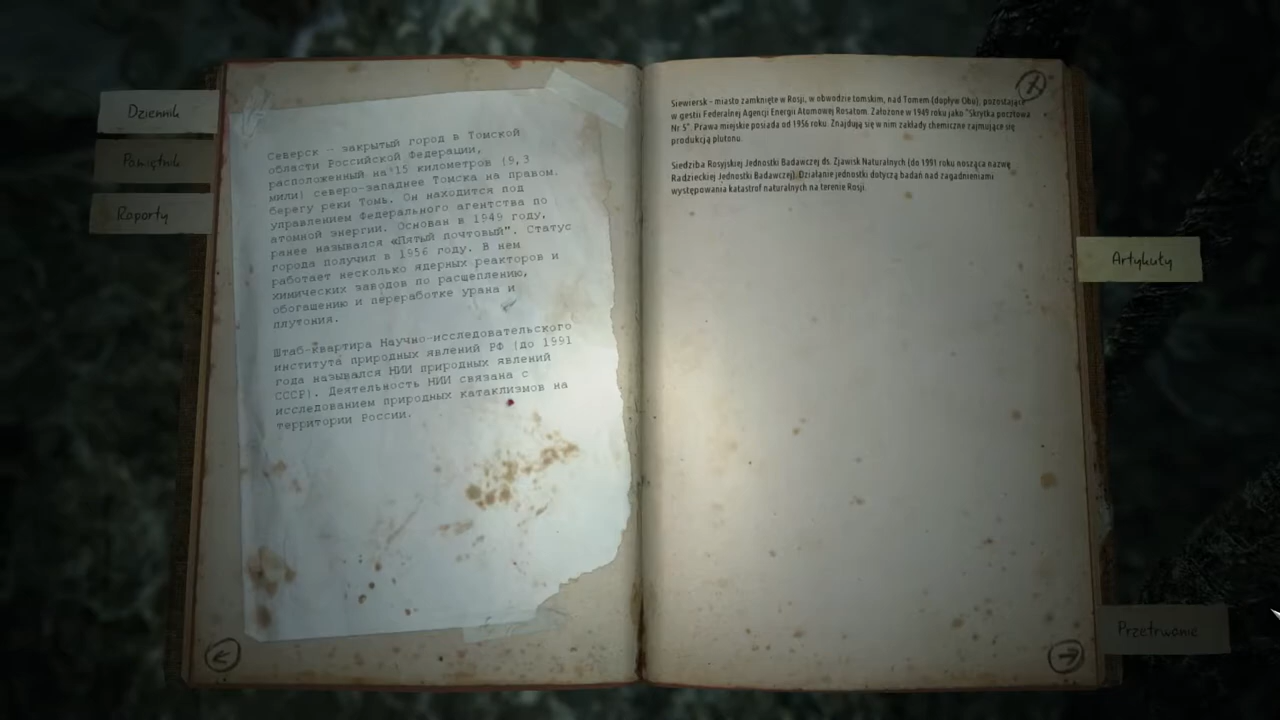 Dziennik
Pamiętnik
Raporty
Северск – закрытый город в Томской
области Российской Федерации,
расположенный на 15 километров (9,3
мили) северо-западнее Томска на правом.
берегу реки Томь. Он находится под
управлением Федерального агентства по
атомной энергии. Основан в 1949 году,
ранее назывался «Пятый почтовый". Статус
города получил в 1956 году. В нем
работает несколько ядерных реакторов и
химических заводов по расщеплению,
обогащению и переработке урана и
плутония.
Штаб-квартира Научно-исследовательского
института природных явлений РФ (до 1991
года назывался НИИ природных явлений
СССР). Деятельность НИИ связана с
исследованием природных катаклизмов на
территории России.
Siewiersk – miasto zamknięte w Rosji, w obwodzie tomskim, nad Tomem (dopływ Obu), pozostające
w gestii Federalnej Agencji Energii Atomowej Rosatom. Założone w 1949 roku jako "Skrytka pocztowa
Nr 5". Prawa miejskie posiada od 1956 roku. Znajdują się w nim zakłady chemiczne zajmujące się
produkcją plutonu.
Siedziba Rosyjskiej Jednostki Badawczej ds. Zjawisk Naturalnych (do 1991 roku nosząca nazwę
Radzieckiej Jednostki Badawczej). Działanie jednostki dotyczą badań nad zagadnieniami
występowania katastrof naturalnych na terenie Rosji.
Artykuły
Przetrwanie